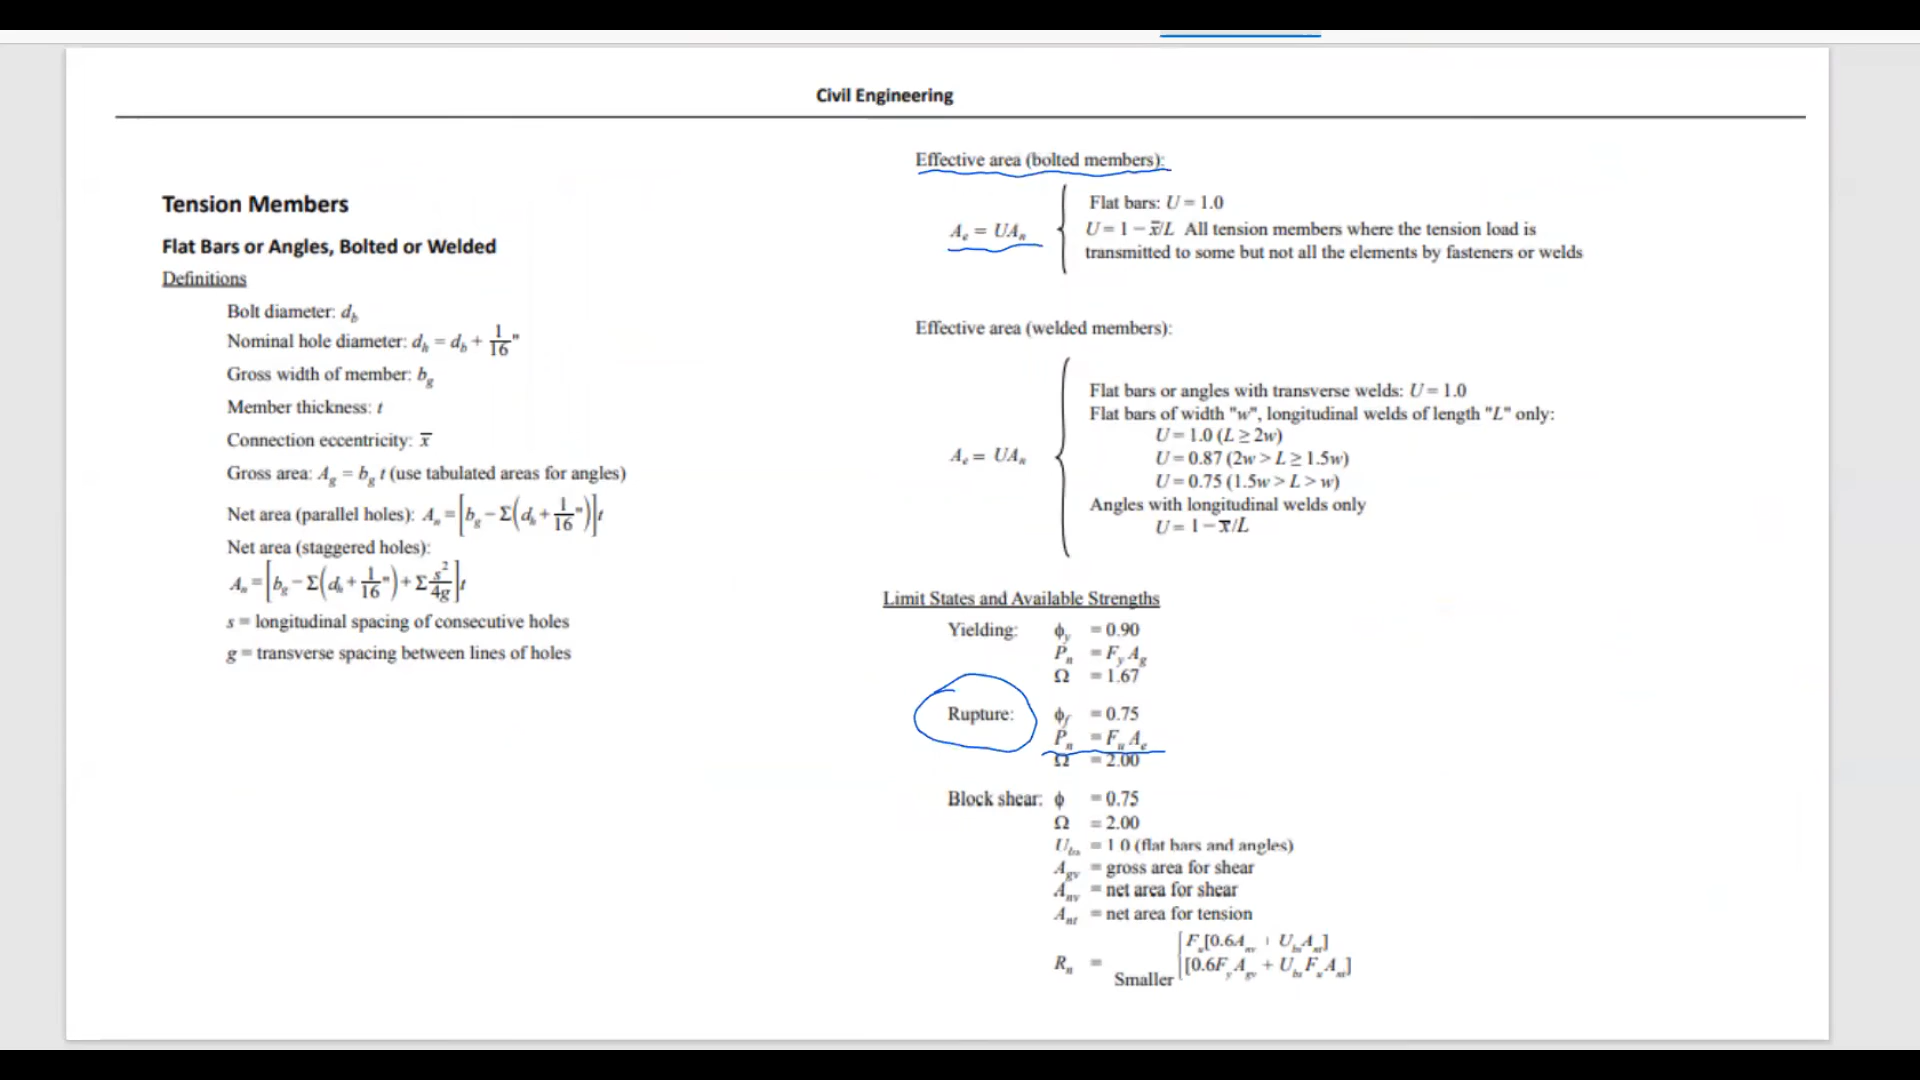 Civil Engineering
Tension Members
Flat Bars or Angles, Bolted or Welded
Definitions
Bolt diameter: d_b
Nominal hole diameter: d_h = d_b + 1/16"
Gross width of member: b_g
Member thickness: t
Connection eccentricity: x̅
Gross area: A_g = b_g t (use tabulated areas for angles)
Net area (parallel holes): A_n = [b_g − Σ(d_h + 1/16")]t
Net area (staggered holes):
A_n = [b_g − Σ(d_h + 1/16") + Σ s²/4g]t
s = longitudinal spacing of consecutive holes
g = transverse spacing between lines of holes
Effective area (bolted members):
A_e = UA_n
Flat bars: U = 1.0
U = 1 − x̅/L All tension members where the tension load is
transmitted to some but not all the elements by fasteners or welds
Effective area (welded members):
A_e = UA_n
Flat bars or angles with transverse welds: U = 1.0
Flat bars of width "w", longitudinal welds of length "L" only:
U = 1.0 (L ≥ 2w)
U = 0.87 (2w > L ≥ 1.5w)
U = 0.75 (1.5w > L > w)
Angles with longitudinal welds only
U = 1 − x̅/L
Limit States and Available Strengths
Yielding: ϕ_y = 0.90
P_n = F_y A_g
Ω = 1.67
Rupture: ϕ_f = 0.75
P_n = F_u A_e
Ω = 2.00
Block shear: ϕ = 0.75
Ω = 2.00
U_bs = 1.0 (flat bars and angles)
A_gv = gross area for shear
A_nv = net area for shear
A_nt = net area for tension
R_n = Smaller
F_u[0.6A_nv + U_bs A_nt]
[0.6F_y A_gv + U_bs F_u A_nt]